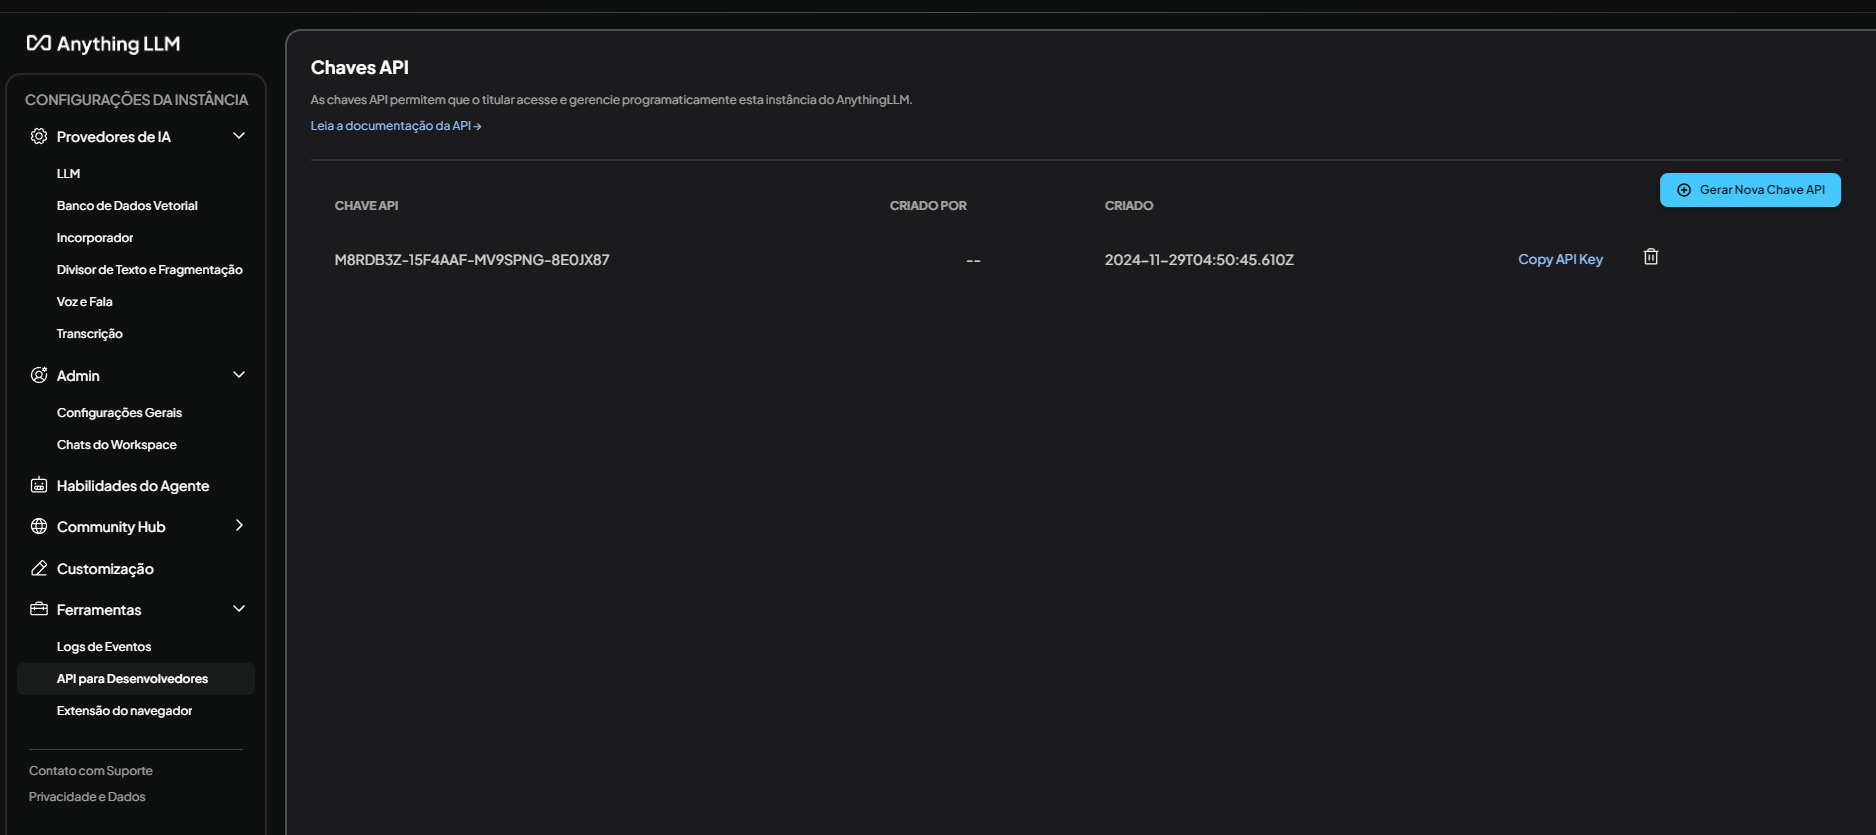 Anything LLM
CONFIGURAÇÕES DA INSTÂNCIA
Provedores de IA
LLM
Banco de Dados Vetorial
Incorporador
Divisor de Texto e Fragmentação
Voz e Fala
Transcrição
Admin
Configurações Gerais
Chats do Workspace
Habilidades do Agente
Community Hub
Customização
Ferramentas
Logs de Eventos
API para Desenvolvedores
Extensão do navegador
Contato com Suporte
Privacidade e Dados
Chaves API
As chaves API permitem que o titular acesse e gerencie programaticamente esta instância do AnythingLLM.
Leia a documentação da API →
Gerar Nova Chave API
CHAVE API CRIADO POR CRIADO
M8RDB3Z-15F4AAF-MV9SPNG-8E0JX87 -- 2024-11-29T04:50:45.610Z Copy API Key